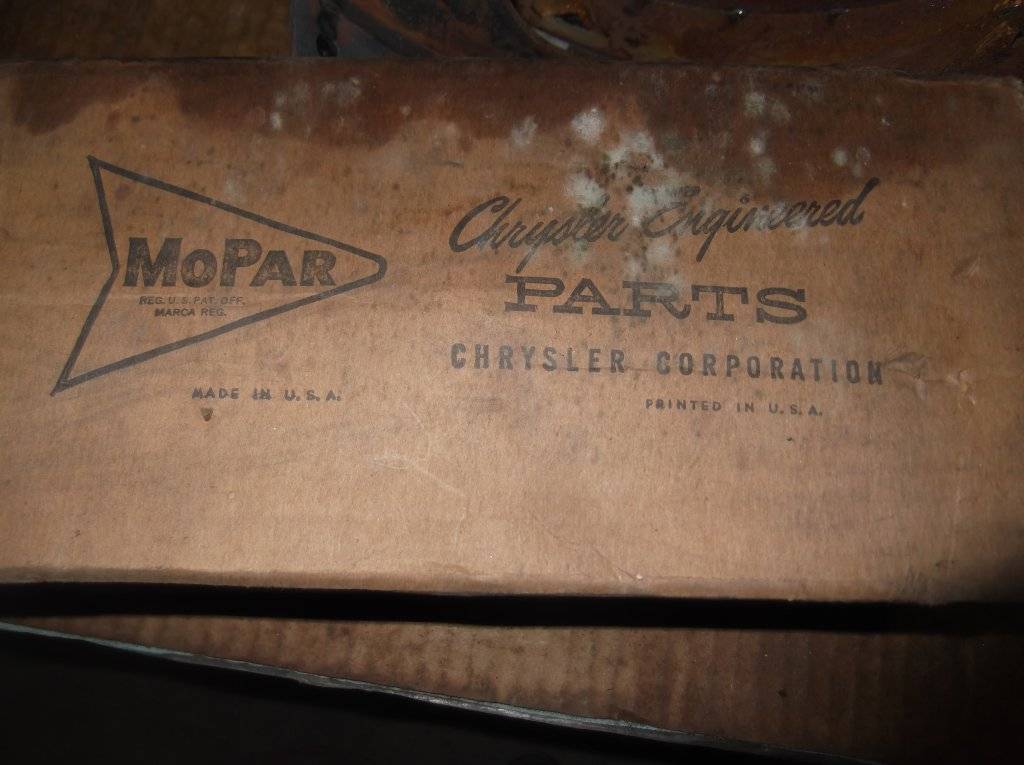 MoPar
REG. U.S. PAT. OFF.
MARCA REG.
MADE IN U.S.A.
Chrysler Engineered
PARTS
CHRYSLER CORPORATION
PRINTED IN U.S.A.